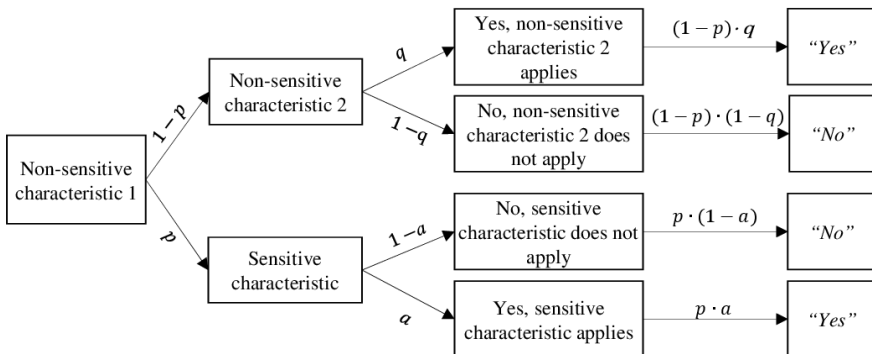 Non-sensitive
characteristic 1
1−p
p
Non-sensitive
characteristic 2
q
1−q
Sensitive
characteristic
1−a
a
Yes, non-sensitive
characteristic 2
applies
(1−p)·q
“Yes”
No, non-sensitive
characteristic 2 does
not apply
(1−p)·(1−q)
“No”
No, sensitive
characteristic does not
apply
p·(1−a)
“No”
Yes, sensitive
characteristic applies
p·a
“Yes”